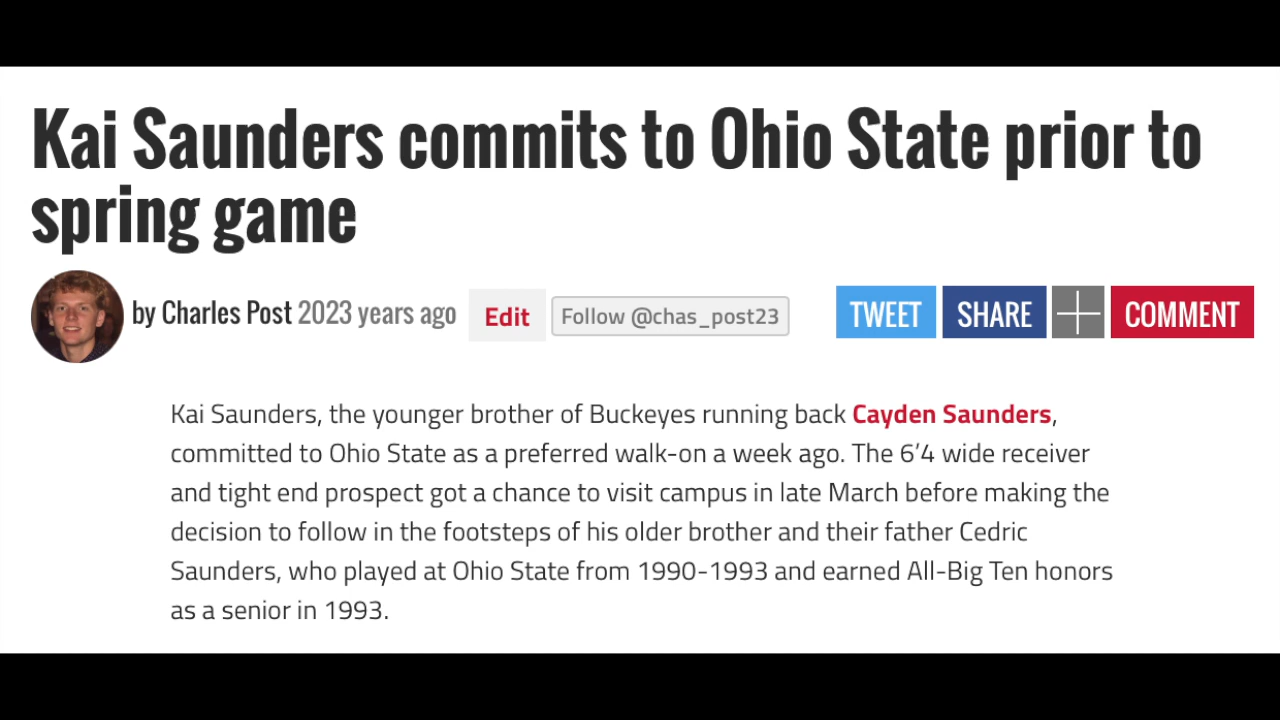 Kai Saunders commits to Ohio State prior to
spring game
by Charles Post 2023 years ago Edit Follow @chas_post23 TWEET SHARE COMMENT
Kai Saunders, the younger brother of Buckeyes running back Cayden Saunders,
committed to Ohio State as a preferred walk-on a week ago. The 6’4 wide receiver
and tight end prospect got a chance to visit campus in late March before making the
decision to follow in the footsteps of his older brother and their father Cedric
Saunders, who played at Ohio State from 1990-1993 and earned All-Big Ten honors
as a senior in 1993.